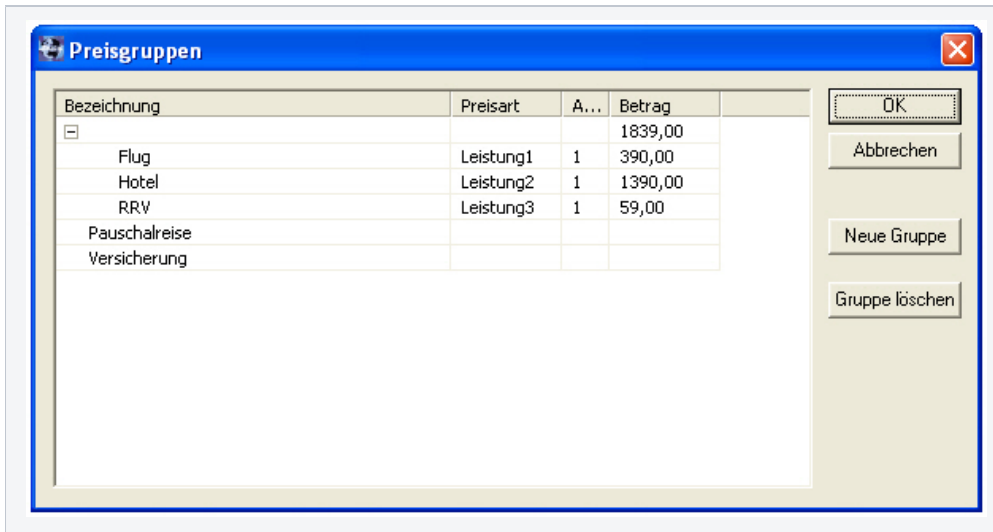 Preisgruppen
Bezeichnung Preisart A... Betrag
1839,00
Flug Leistung1 1 390,00
Hotel Leistung2 1 1390,00
RRV Leistung3 1 59,00
Pauschalreise
Versicherung
OK
Abbrechen
Neue Gruppe
Gruppe löschen